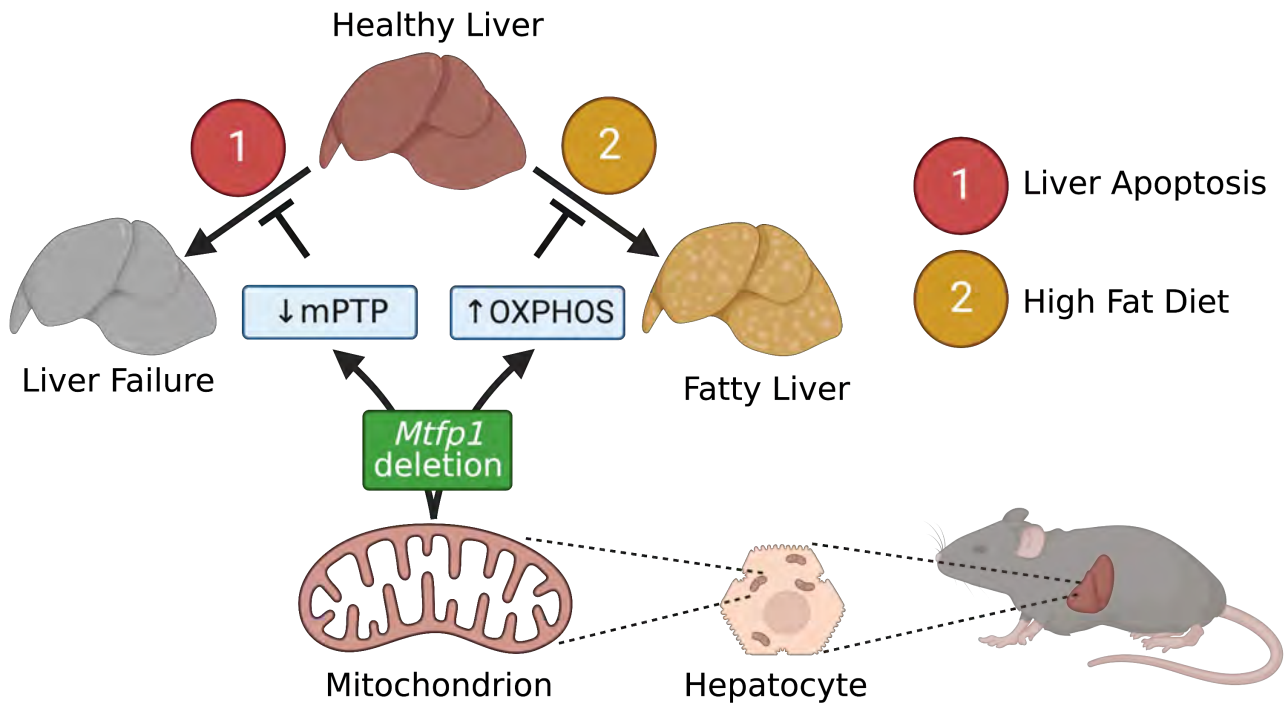 Healthy Liver
1
2
1
Liver Apoptosis
2
High Fat Diet
↓mPTP
↑OXPHOS
Liver Failure
Fatty Liver
Mtfp1
deletion
Mitochondrion
Hepatocyte